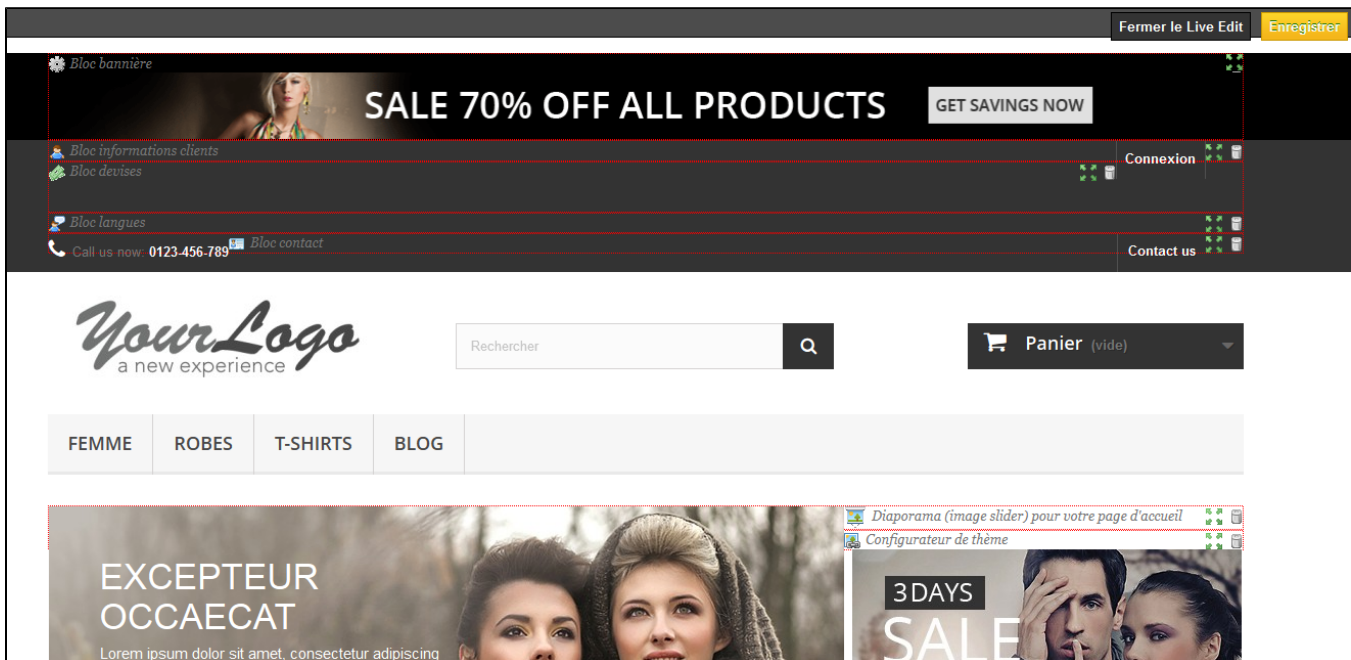 Fermer le Live Edit Enregistrer
Bloc bannière
SALE 70% OFF ALL PRODUCTS GET SAVINGS NOW
Bloc informations clients
Connexion
Bloc devises
Bloc langues
Call us now: 0123-456-789 Bloc contact Contact us
YourLogo
a new experience
Rechercher
Panier (vide)
FEMME ROBES T-SHIRTS BLOG
Diaporama (image slider) pour votre page d'accueil
Configurateur de thème
EXCEPTEUR
OCCAECAT
Lorem ipsum dolor sit amet, consectetur adipiscing
3DAYS
SALE